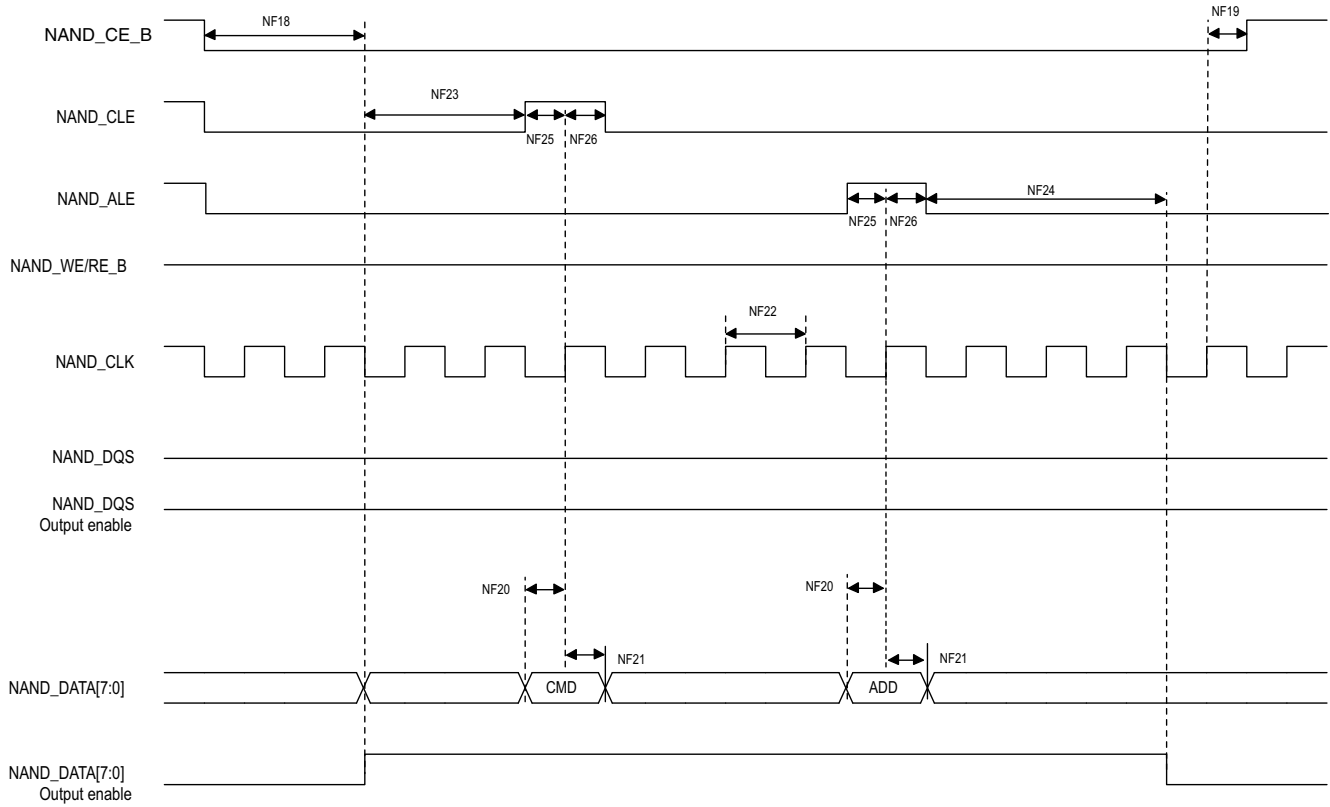 NF18
NF19
NAND_CE_B
NF23
NAND_CLE
NF25 NF26
NAND_ALE
NF24
NF25 NF26
NAND_WE/RE_B
NF22
NAND_CLK
NAND_DQS
NAND_DQS
Output enable
NF20
NF20
NF21
NF21
NAND_DATA[7:0]
CMD
ADD
NAND_DATA[7:0]
Output enable